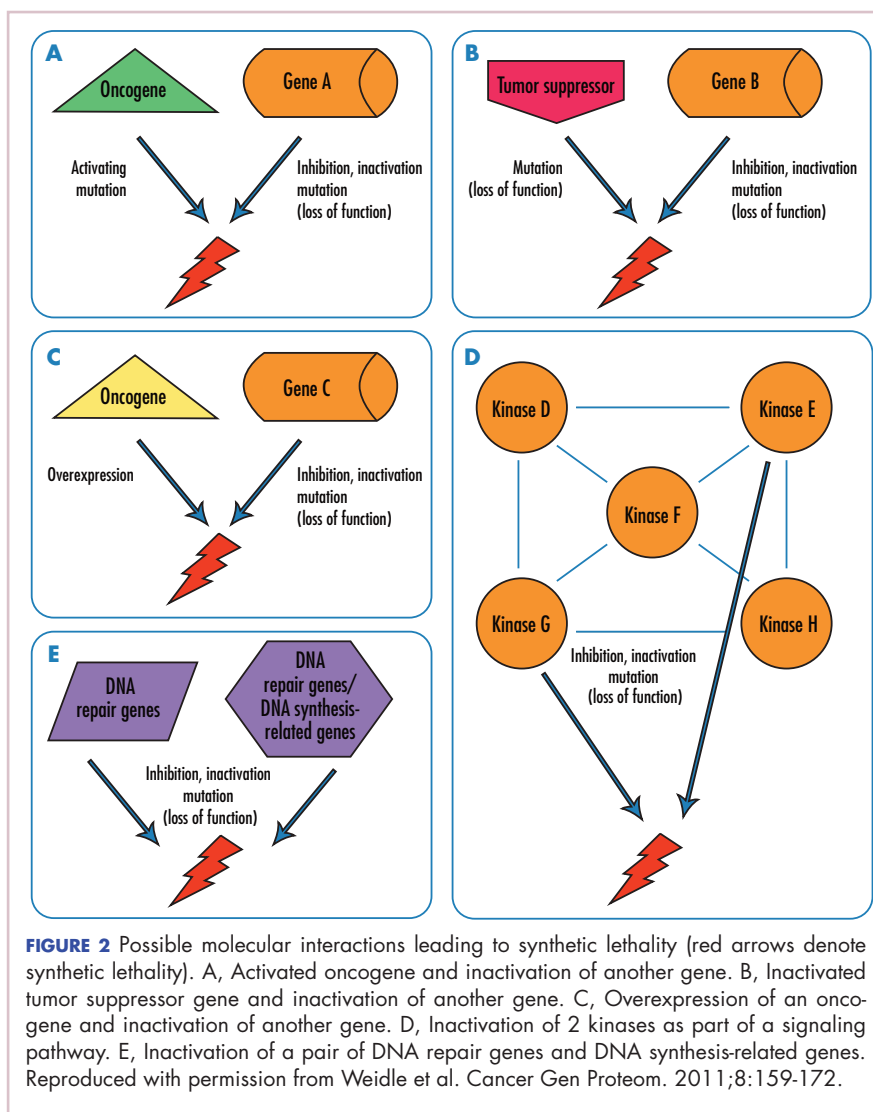 A
Oncogene
Gene A
Activating
mutation
Inhibition, inactivation
mutation
(loss of function)
B
Tumor suppressor
Gene B
Mutation
(loss of function)
Inhibition, inactivation
mutation
(loss of function)
C
Oncogene
Gene C
Overexpression
Inhibition, inactivation
mutation
(loss of function)
D
Kinase D
Kinase E
Kinase F
Kinase G
Kinase H
Inhibition, inactivation
mutation
(loss of function)
E
DNA
repair genes
DNA
repair genes/
DNA synthesis-
related genes
Inhibition, inactivation
mutation
(loss of function)
FIGURE 2 Possible molecular interactions leading to synthetic lethality (red arrows denote
synthetic lethality). A, Activated oncogene and inactivation of another gene. B, Inactivated
tumor suppressor gene and inactivation of another gene. C, Overexpression of an onco-
gene and inactivation of another gene. D, Inactivation of 2 kinases as part of a signaling
pathway. E, Inactivation of a pair of DNA repair genes and DNA synthesis-related genes.
Reproduced with permission from Weidle et al. Cancer Gen Proteom. 2011;8:159-172.